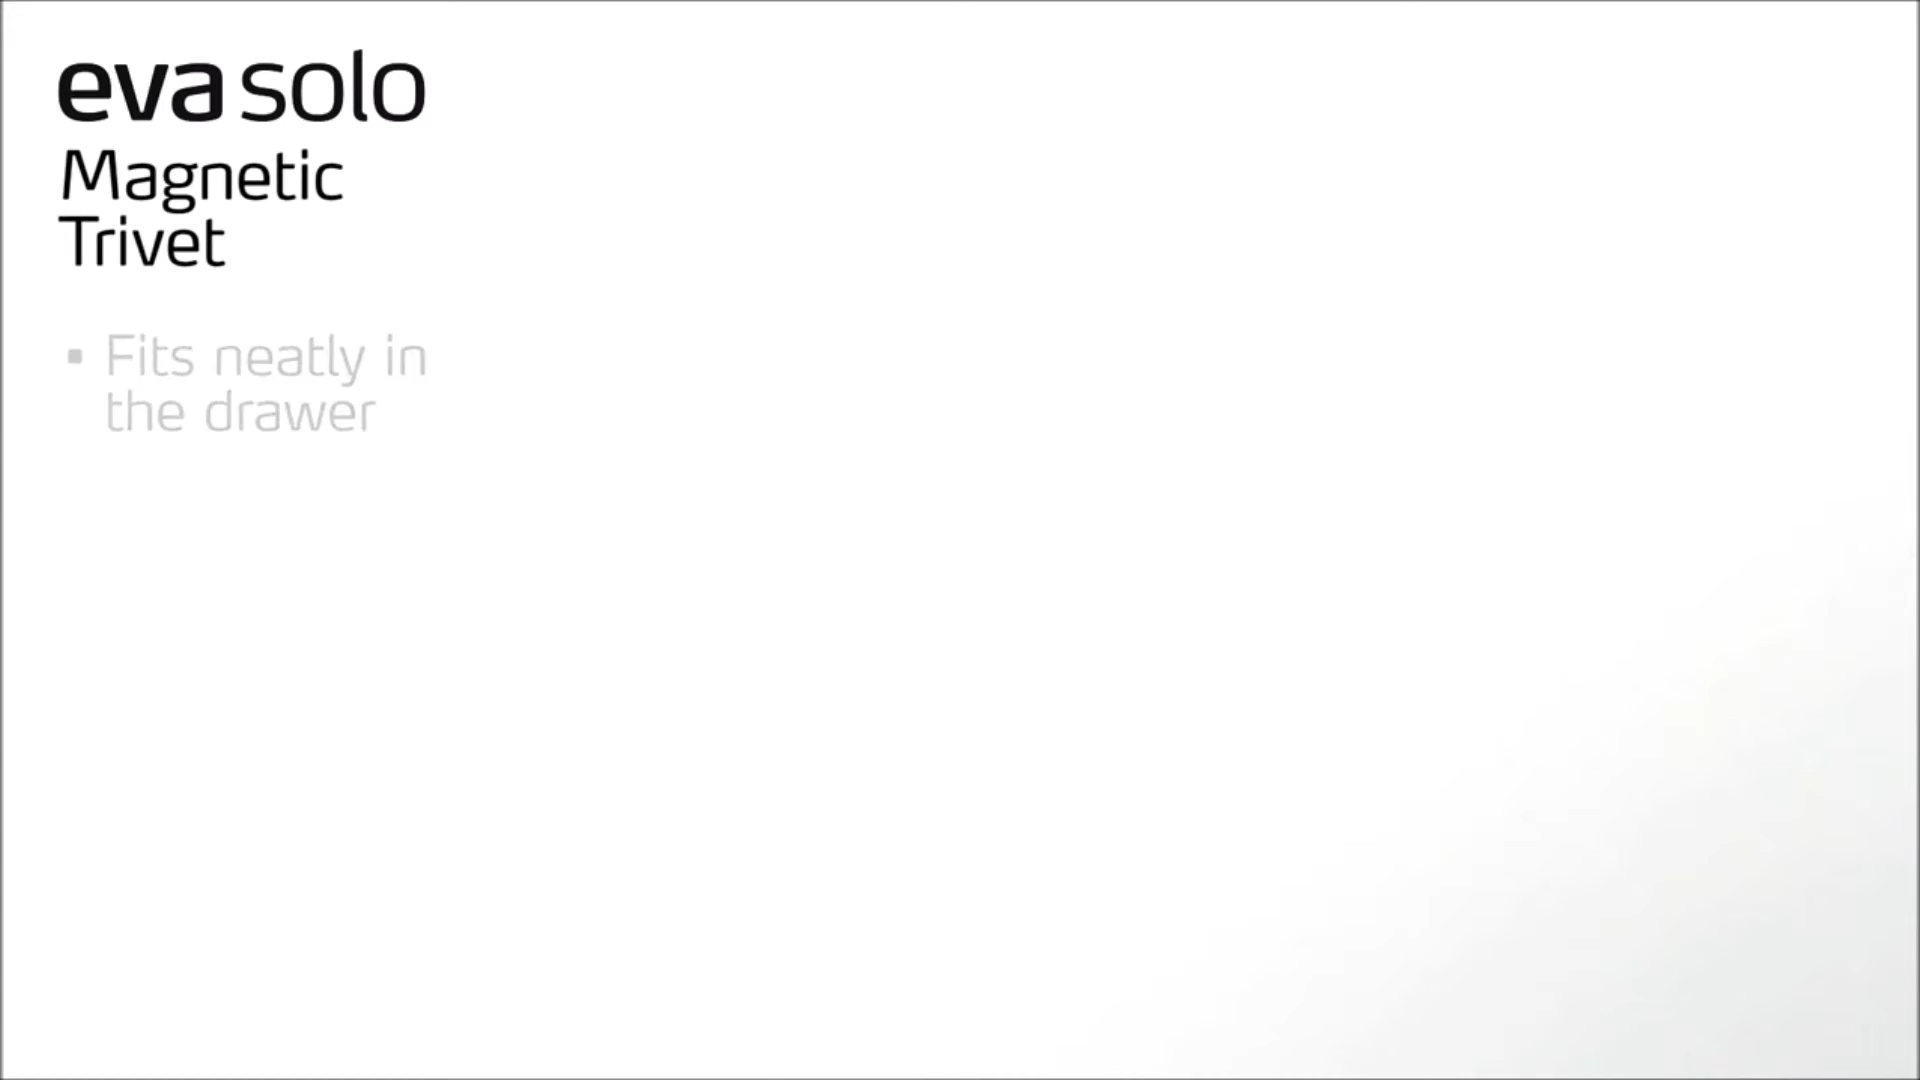 eva solo
Magnetic
Trivet
▪ Fits neatly in
the drawer